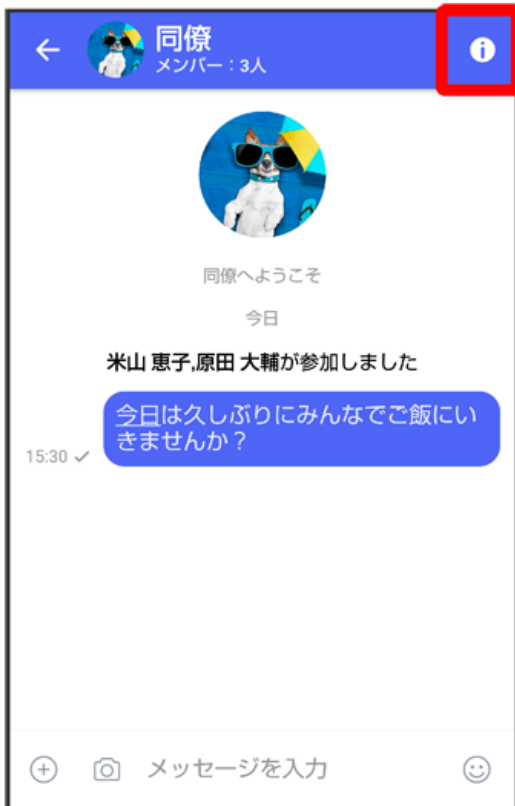 同僚
メンバー：3人
同僚へようこそ
今日
米山 恵子,原田 大輔が参加しました
今日は久しぶりにみんなでご飯にい
きませんか？
15:30
メッセージを入力